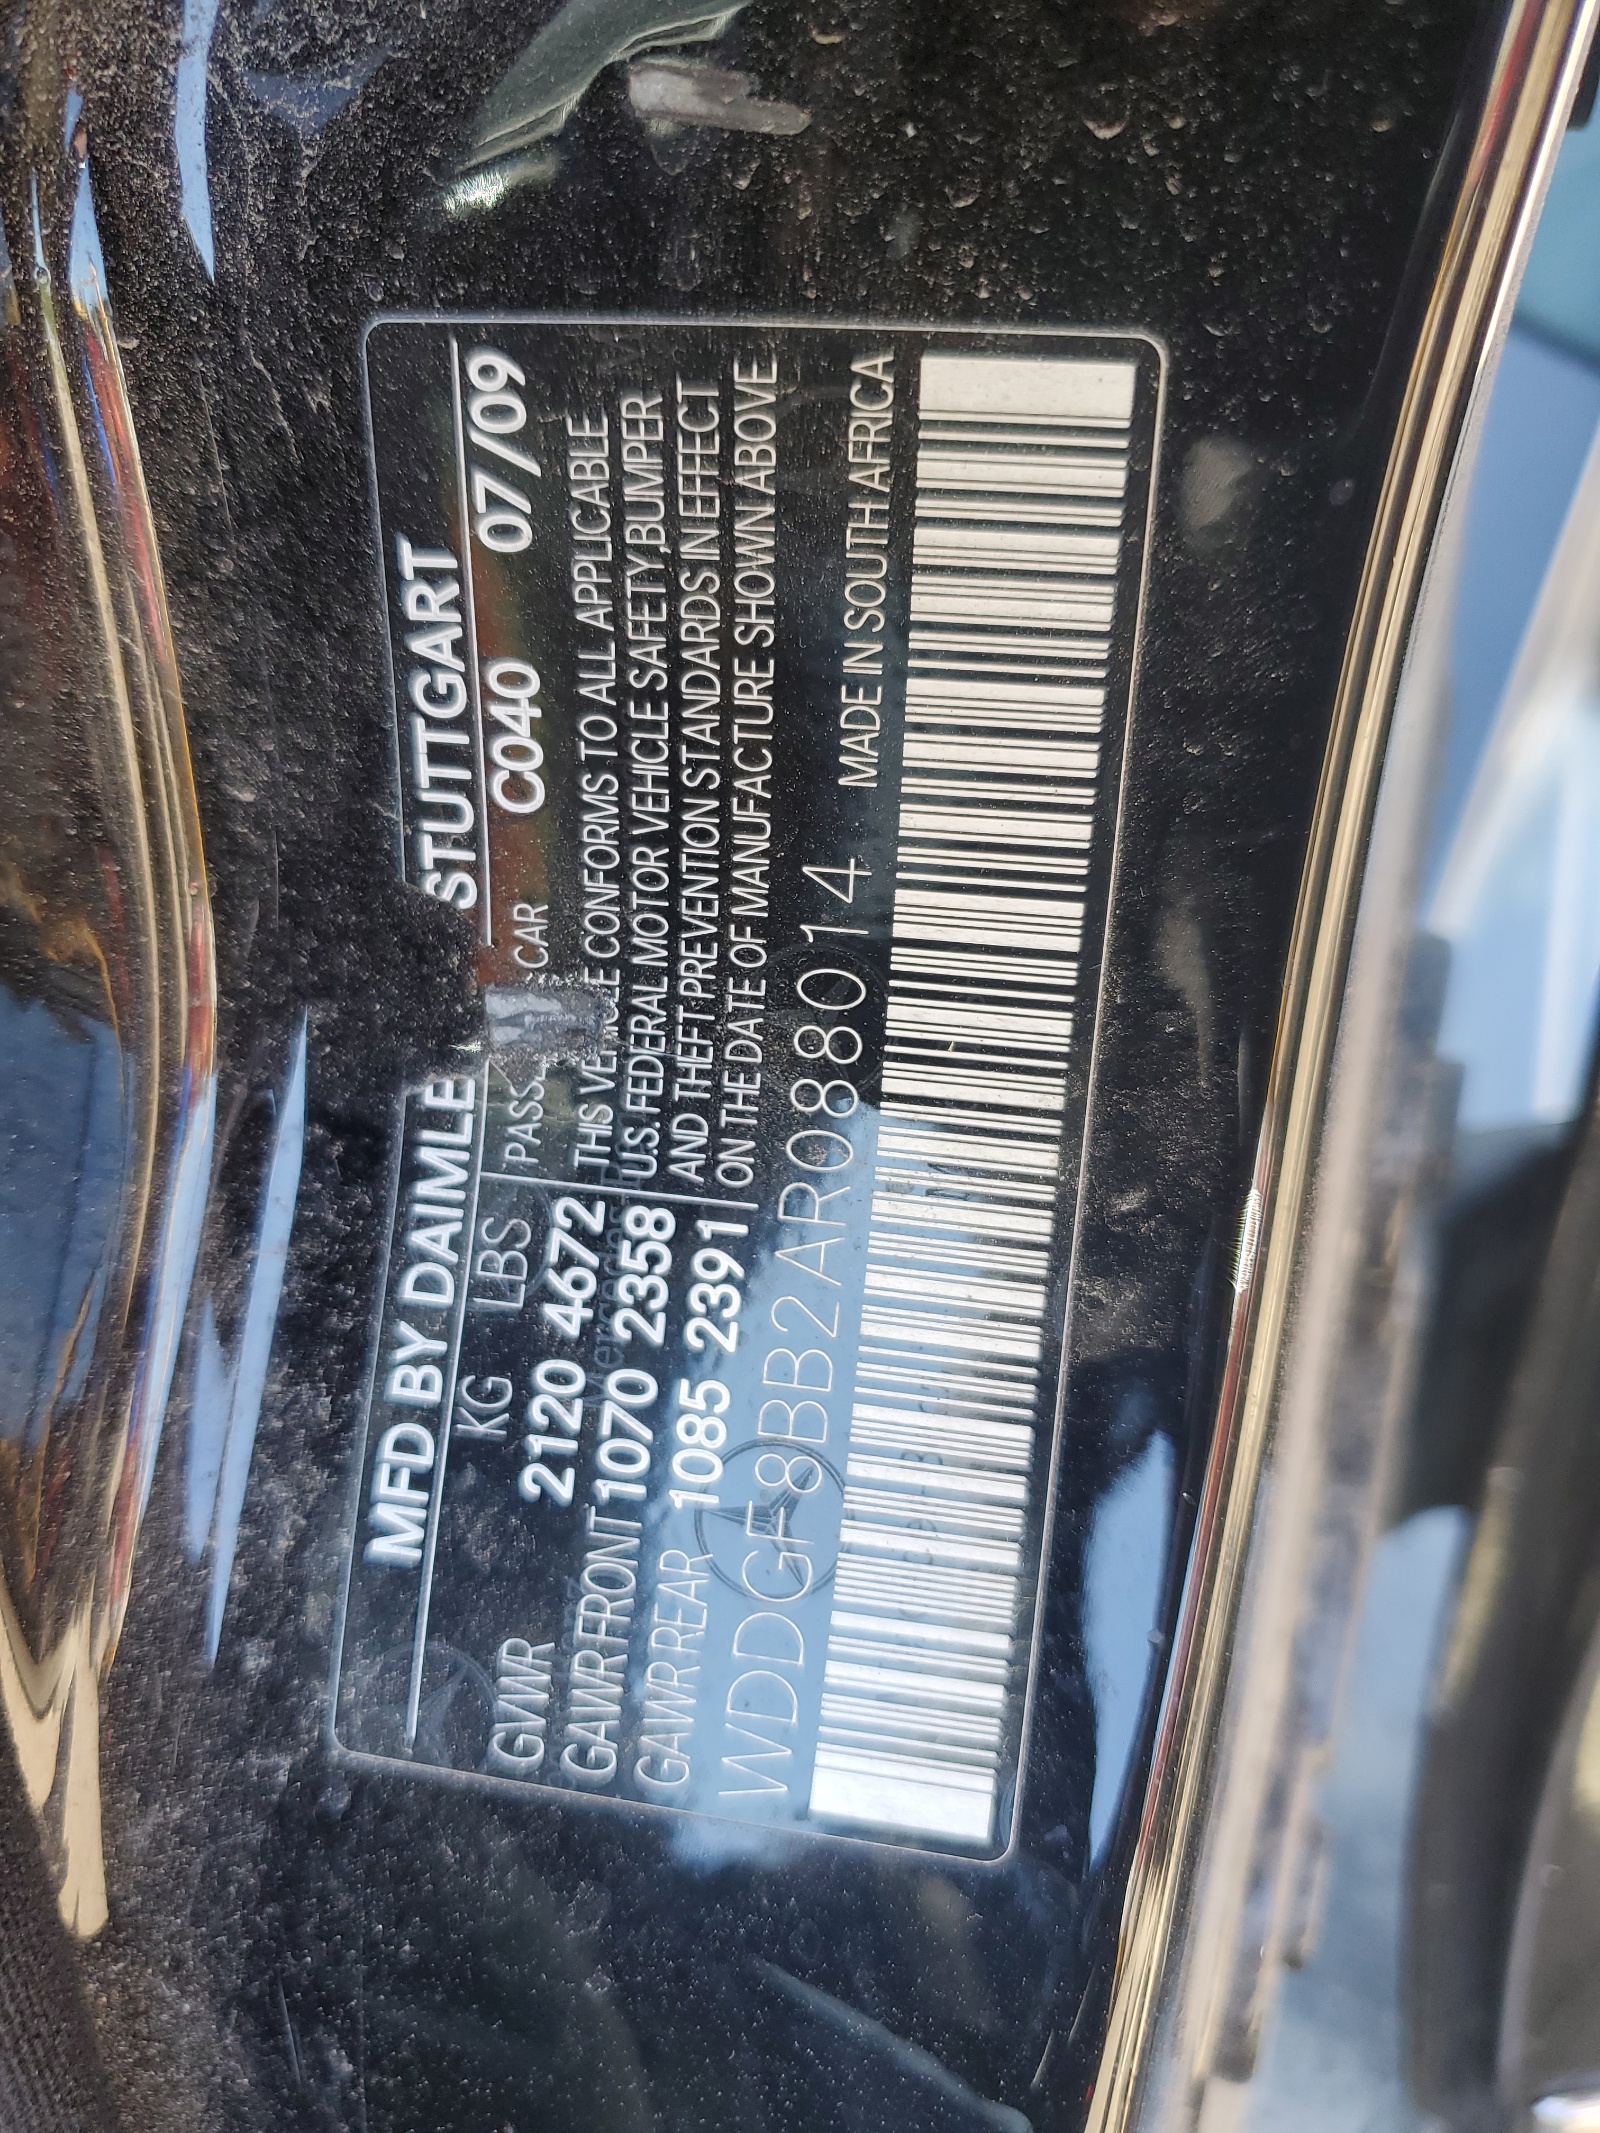 MFD BY DAIMLE STUTTGART
KG LBS PASS CAR C040 07/09
GVWR 2120 4672
GAWR FRONT 1070 2358
GAWR REAR 1085 2391
THIS VEHICLE CONFORMS TO ALL APPLICABLE
U.S. FEDERAL MOTOR VEHICLE SAFETY, BUMPER
AND THEFT PREVENTION STANDARDS IN EFFECT
ON THE DATE OF MANUFACTURE SHOWN ABOVE
WDDGF8BB2AR088014 MADE IN SOUTH AFRICA